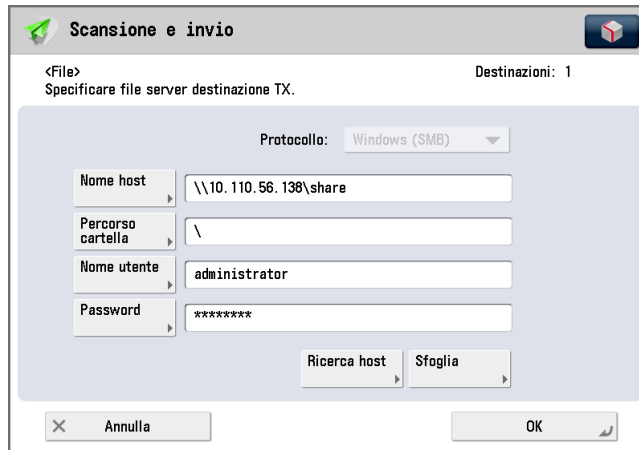 Scansione e invio
<File> Destinazioni: 1
Specificare file server destinazione TX.
Protocollo: Windows (SMB)
Nome host \\10.110.56.138\share
Percorso cartella \
Nome utente administrator
Password ********
Ricerca host Sfoglia
Annulla OK